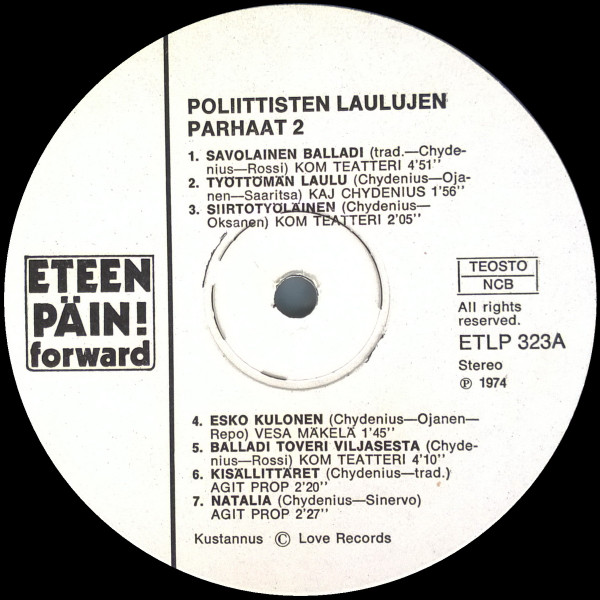 POLIITTISTEN LAULUJEN
PARHAAT 2
1. SAVOLAINEN BALLADI (trad.—Chyde-
nius—Rossi) KOM TEATTERI 4'51''
2. TYÖTTÖMÄN LAULU (Chydenius—Oja-
nen—Saaritsa) KAJ CHYDENIUS 1'56''
3. SIIRTOTYÖLÄINEN (Chydenius—
Oksanen) KOM TEATTERI 2'05''
ETEEN
PÄIN!
forward
TEOSTO
NCB
All rights
reserved.
ETLP 323A
Stereo
Ⓟ 1974
4. ESKO KULONEN (Chydenius—Ojanen—
Repo) VESA MÄKELÄ 1'45''
5. BALLADI TOVERI VILJASESTA (Chyde-
nius—Rossi) KOM TEATTERI 4'10''
6. KISÄLLITTÄRET (Chydenius—trad.)
AGIT PROP 2'20''
7. NATALIA (Chydenius—Sinervo)
AGIT PROP 2'27''
Kustannus © Love Records